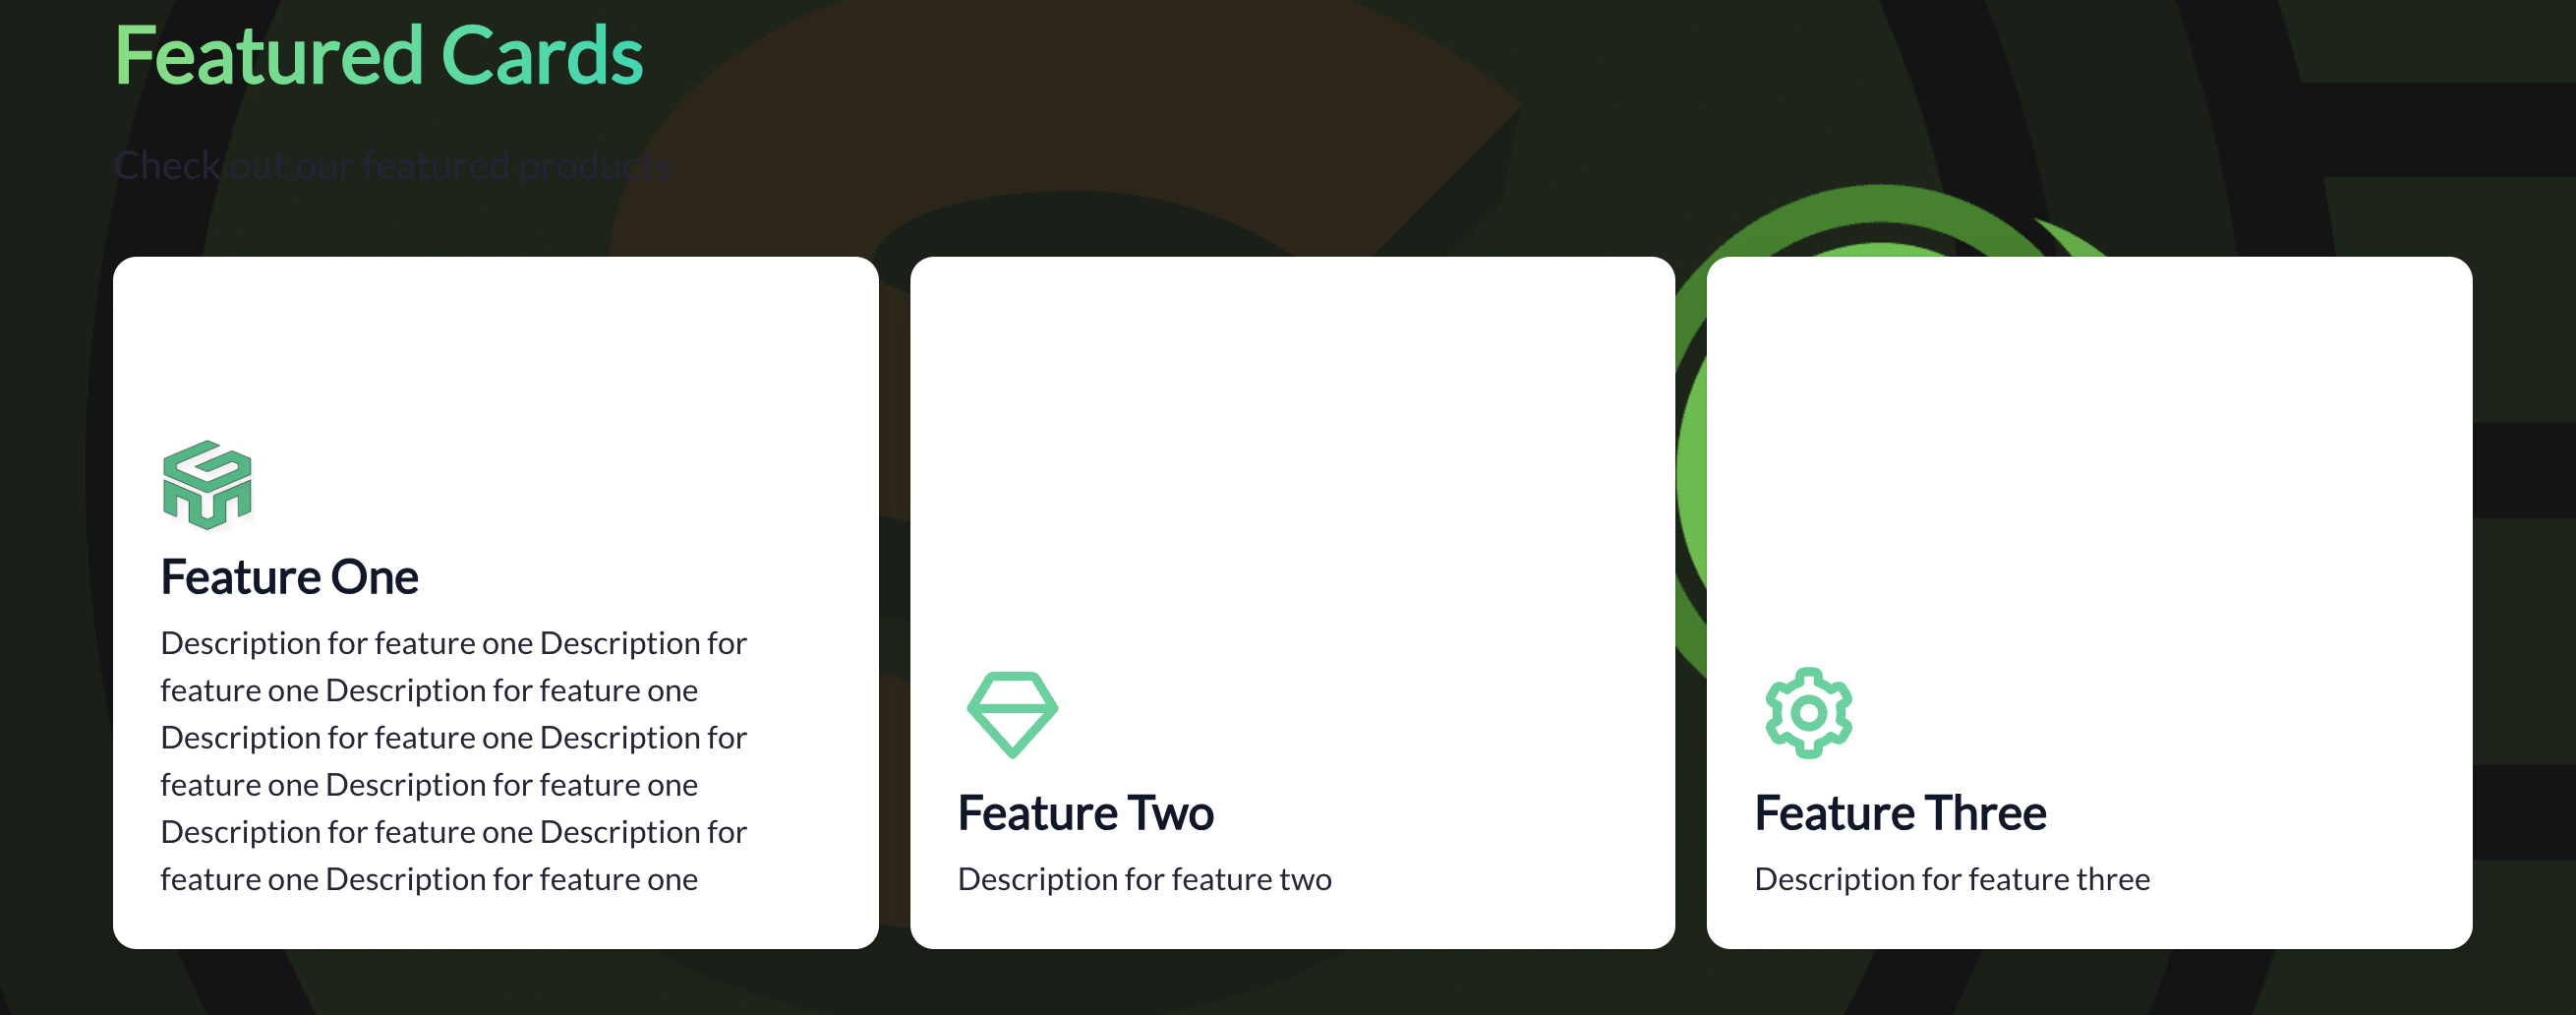 Featured Cards
Check out our featured products
Feature One
Description for feature one Description for
feature one Description for feature one
Description for feature one Description for
feature one Description for feature one
Description for feature one Description for
feature one Description for feature one
Feature Two
Description for feature two
Feature Three
Description for feature three